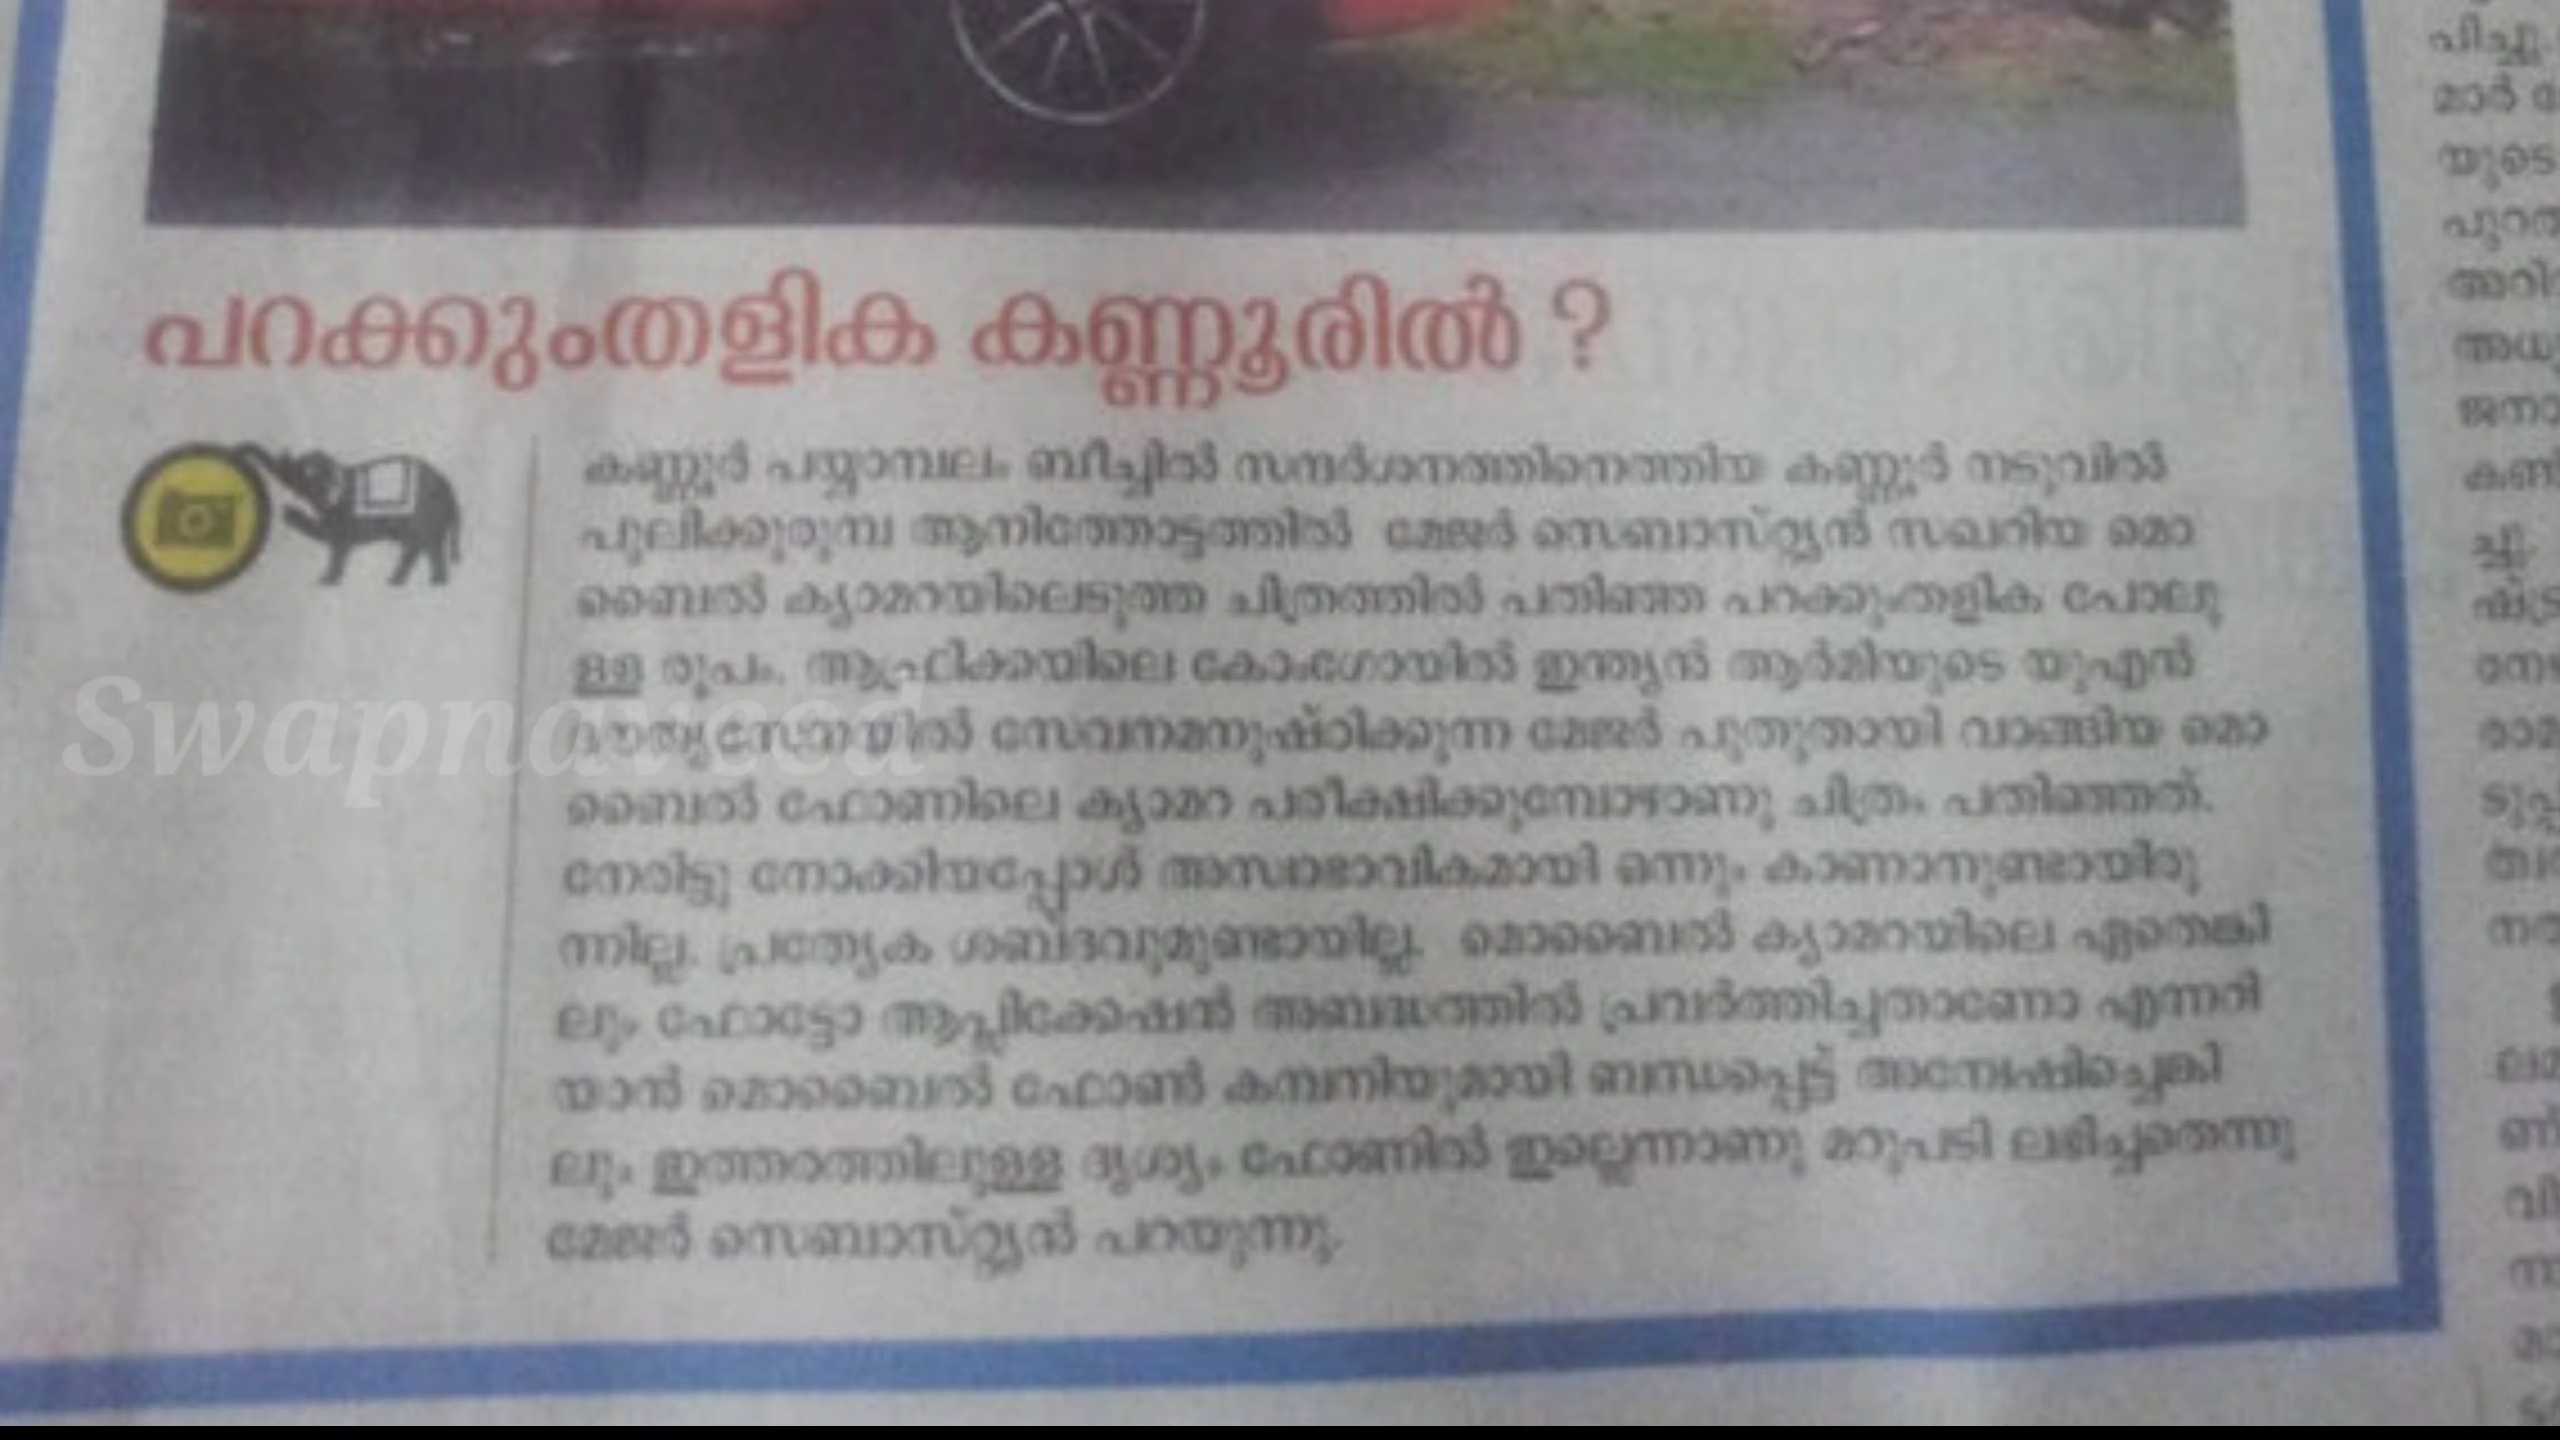 പറക്കുംതളിക കണ്ണൂരിൽ ?
കണ്ണൂർ പയ്യാമ്പലം ബീച്ചിൽ സന്ദർശനത്തിനെത്തിയ കണ്ണൂർ നടുവിൽ
പുലിക്കുരുമ്പ ആനിത്തോട്ടത്തിൽ മേജർ സെബാസ്റ്റ്യൻ സഖറിയ മൊ
ബൈൽ ക്യാമറയിലെടുത്ത ചിത്രത്തിൽ പതിഞ്ഞ പറക്കുംതളിക പോലു
ള്ള രൂപം. ആഫ്രിക്കയിലെ കോംഗോയിൽ ഇന്ത്യൻ ആർമിയുടെ യുഎൻ
ദൗത്യസേനയിൽ സേവനമനുഷ്ഠിക്കുന്ന മേജർ പുതുതായി വാങ്ങിയ മൊ
ബൈൽ ഫോണിലെ ക്യാമറ പരീക്ഷിക്കുമ്പോഴാണു ചിത്രം പതിഞ്ഞത്.
നേരിട്ടു നോക്കിയപ്പോൾ അസ്വാഭാവികമായി ഒന്നും കാണാനുണ്ടായിരു
ന്നില്ല. പ്രത്യേക ശബ്ദവുമുണ്ടായില്ല. മൊബൈൽ ക്യാമറയിലെ ഏതെങ്കി
ലും ഫോട്ടോ ആപ്ലിക്കേഷൻ അബദ്ധത്തിൽ പ്രവർത്തിച്ചതാണോ എന്നറി
യാൻ മൊബൈൽ ഫോൺ കമ്പനിയുമായി ബന്ധപ്പെട്ട് അന്വേഷിച്ചെങ്കി
ലും ഇത്തരത്തിലുള്ള ദൃശ്യം ഫോണിൽ ഇല്ലെന്നാണു മറുപടി ലഭിച്ചതെന്നു
മേജർ സെബാസ്റ്റ്യൻ പറയുന്നു.
Swapnaveed
പിച്ചു.
മാർ
യുടെ